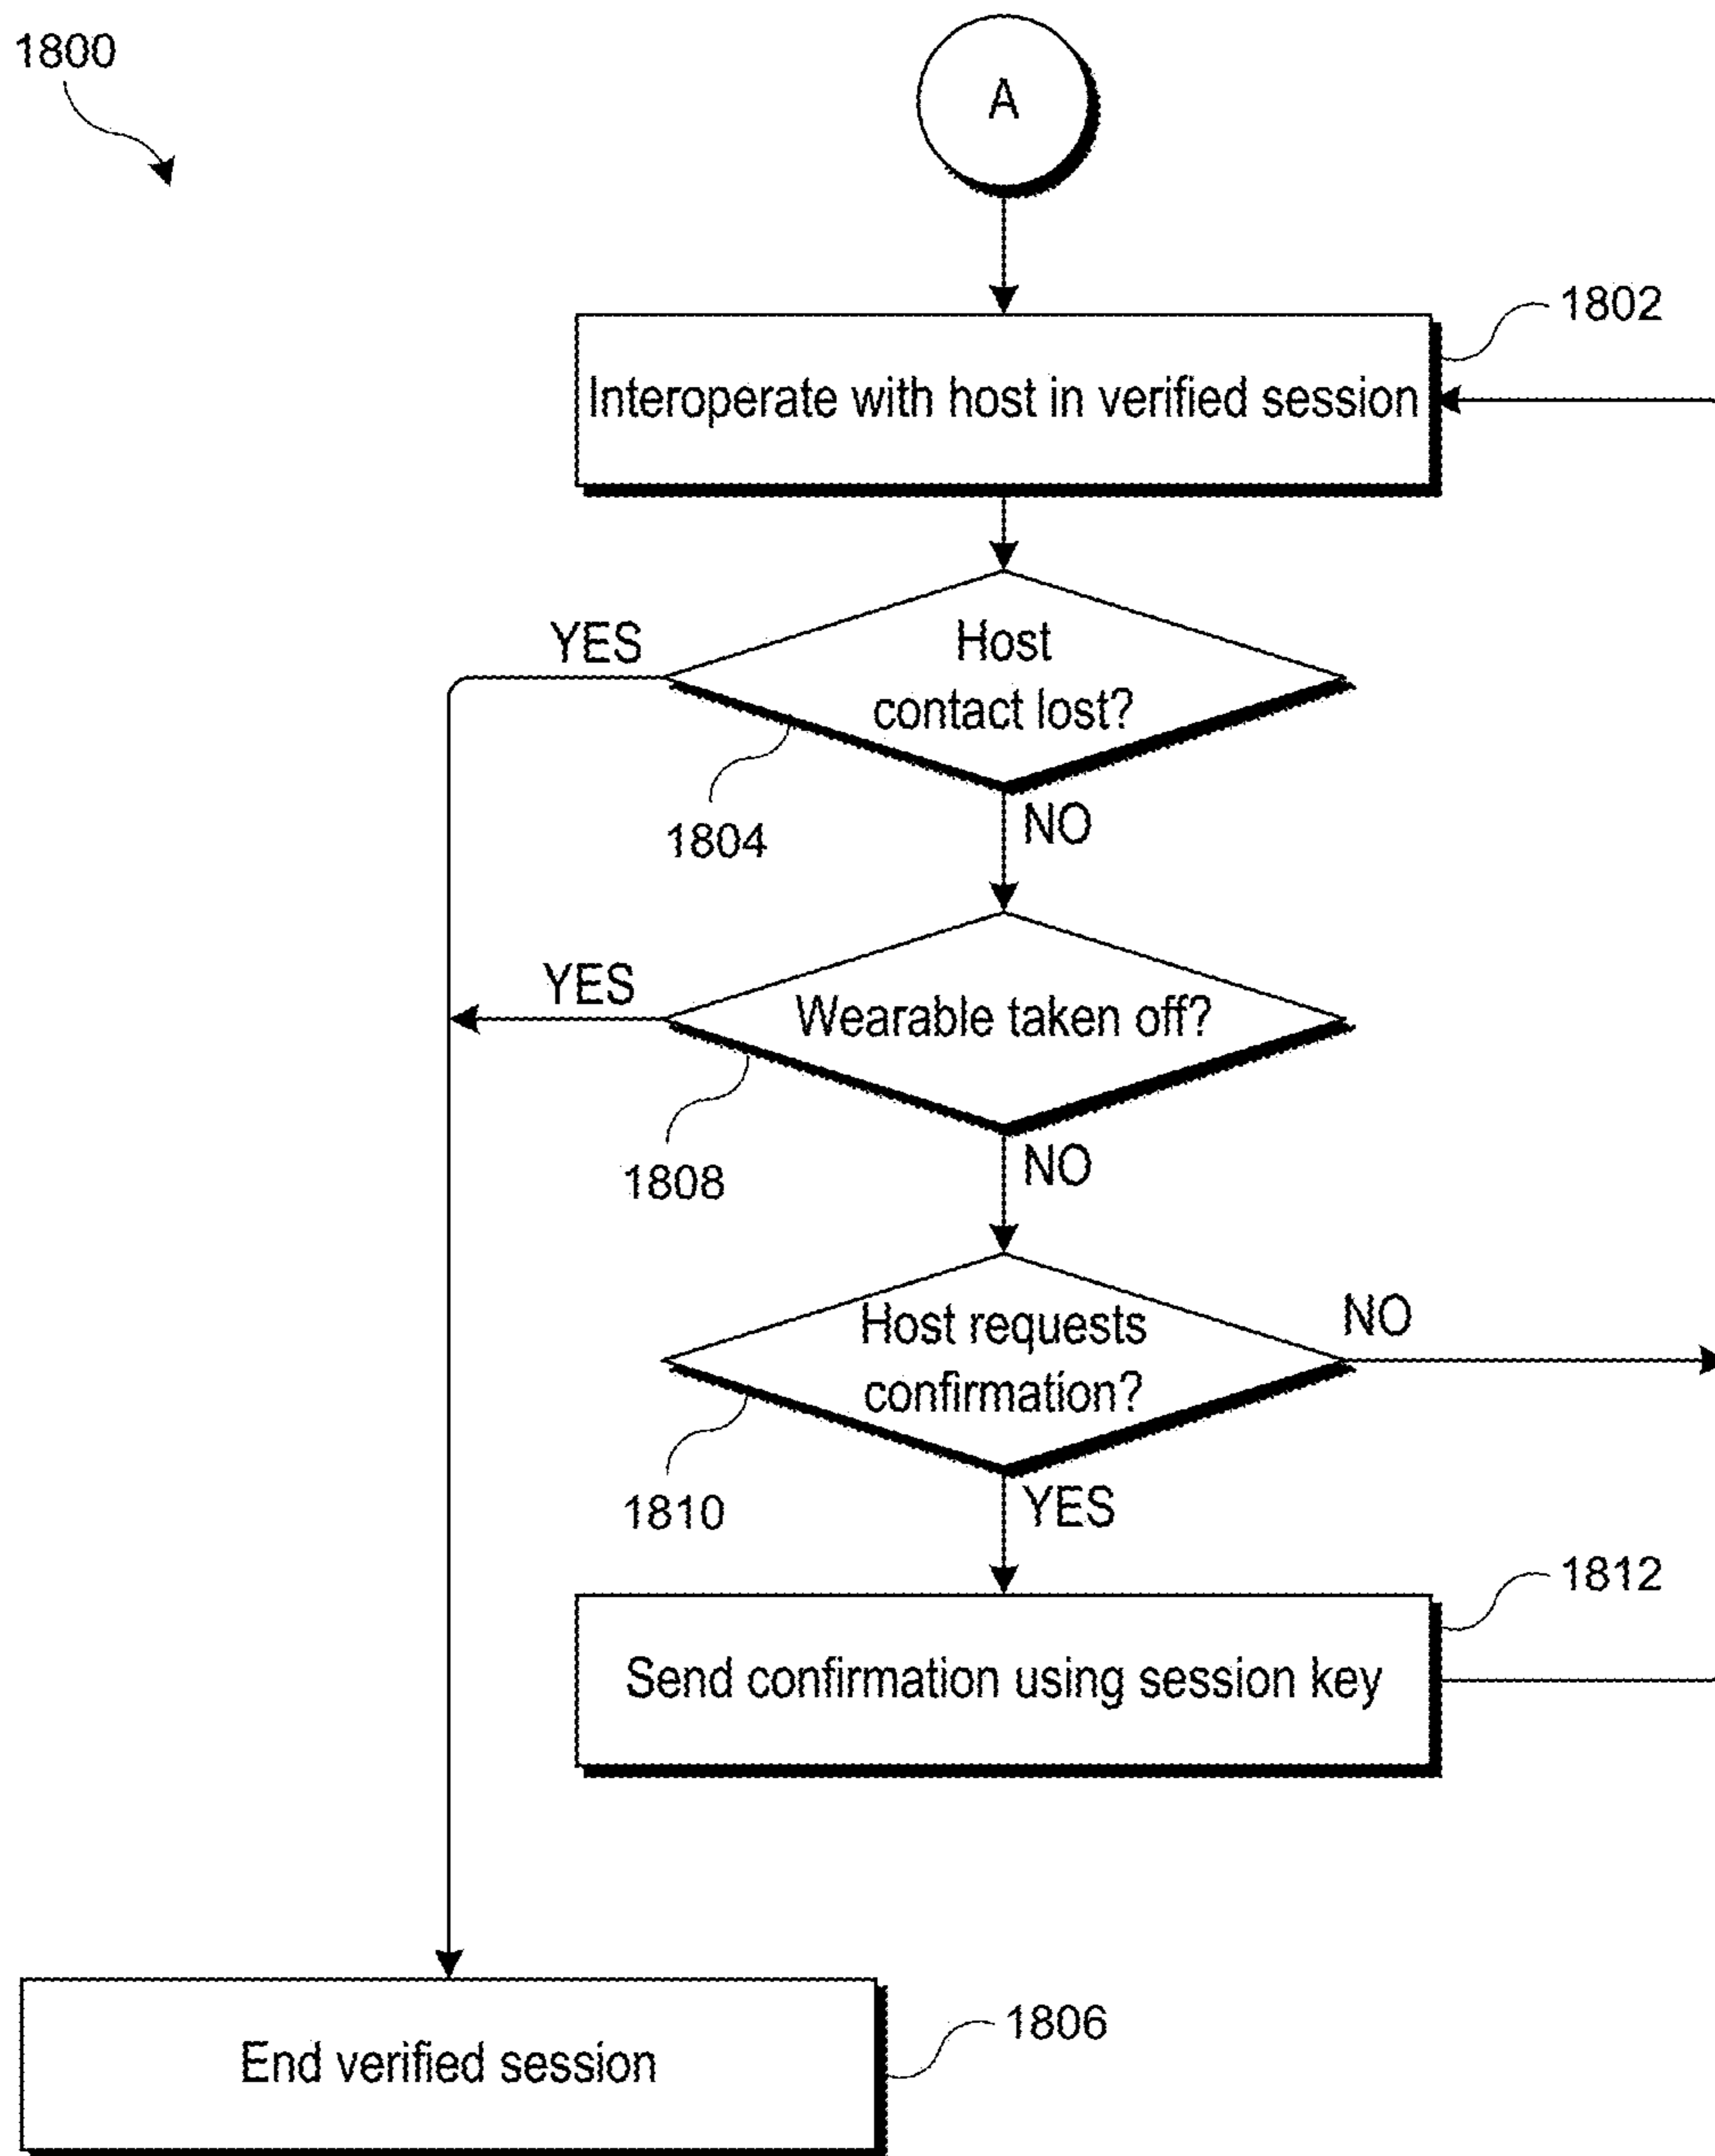 1800
A
1802
Interoperate with host in verified session
YES
Host
contact lost?
1804
NO
YES
Wearable taken off?
1808
NO
Host requests
confirmation?
NO
1810
YES
1812
Send confirmation using session key
End verified session
1806